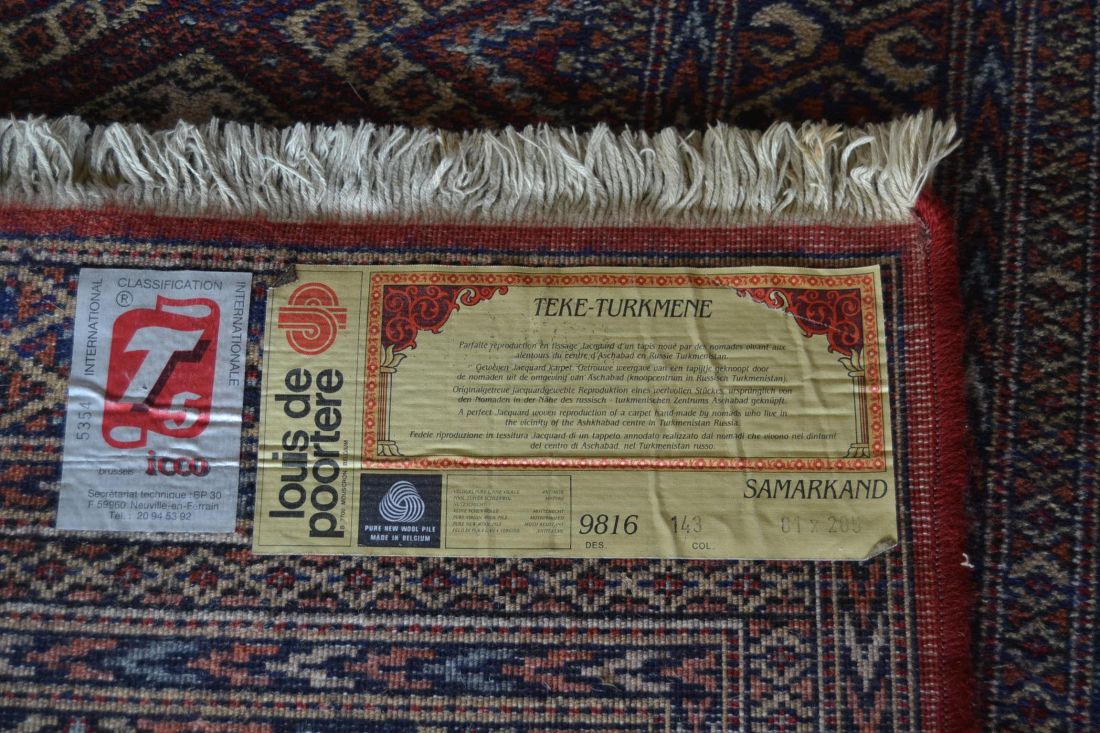 CLASSIFICATION
INTERNATIONAL
INTERNATIONALE
®
T
icco
brussels
Secrétariat technique : BP 30
F 59960 Neuville-en-Ferrain
Tél. : 20 94 53 92
louis de
poortere
TEKE-TURKMENE
Parfaite reproduction en tissage Jacquard d'un tapis noué par des nomades vivant aux
alentours du centre d'Aschabad en Russie Turkmenistan.
Geweven Jacquard karpet. Getrouwe weergave van een tapijtje geknoopt door
de nomaden uit de omgeving van Aschabad (knoopcentrum in Russisch Turkmenistan).
Originalgetreue jacquardgewebte Reproduktion eines wertvollen Stückes, ursprünglich von
den Nomaden in der Nähe des russisch - turkmenischen Zentrums Aschabad geknüpft.
A perfect Jacquard woven reproduction of a carpet hand-made by nomads who live in
the vicinity of the Ashkhabad centre in Turkmenistan Russia.
Fedele riproduzione in tessitura Jacquard di un tappeto annodato realizzato dai nomadi che vivono nei dintorni
del centro di Aschabad, nel Turkmenistan russo.
SAMARKAND
PURE NEW WOOL PILE
MADE IN BELGIUM
9816
DES.
143
COL.